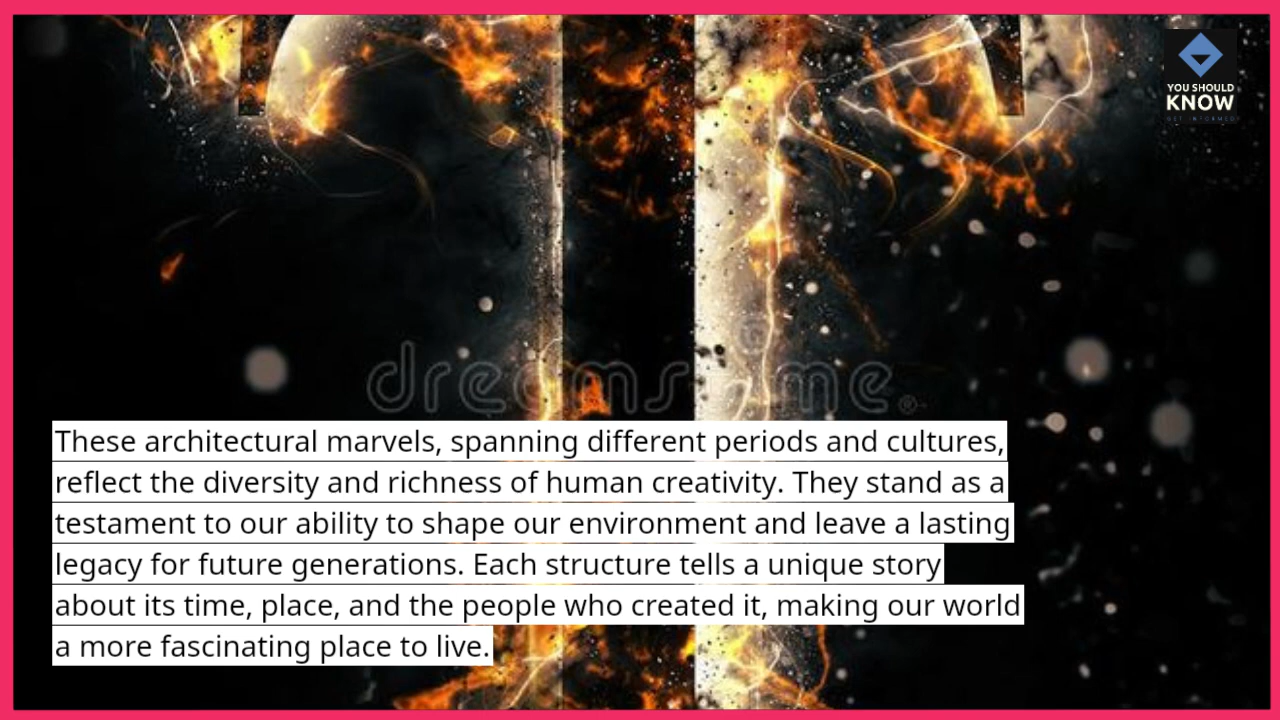 YOU SHOULD
KNOW
GET INFORMED
dreamstime
These architectural marvels, spanning different periods and cultures,
reflect the diversity and richness of human creativity. They stand as a
testament to our ability to shape our environment and leave a lasting
legacy for future generations. Each structure tells a unique story
about its time, place, and the people who created it, making our world
a more fascinating place to live.